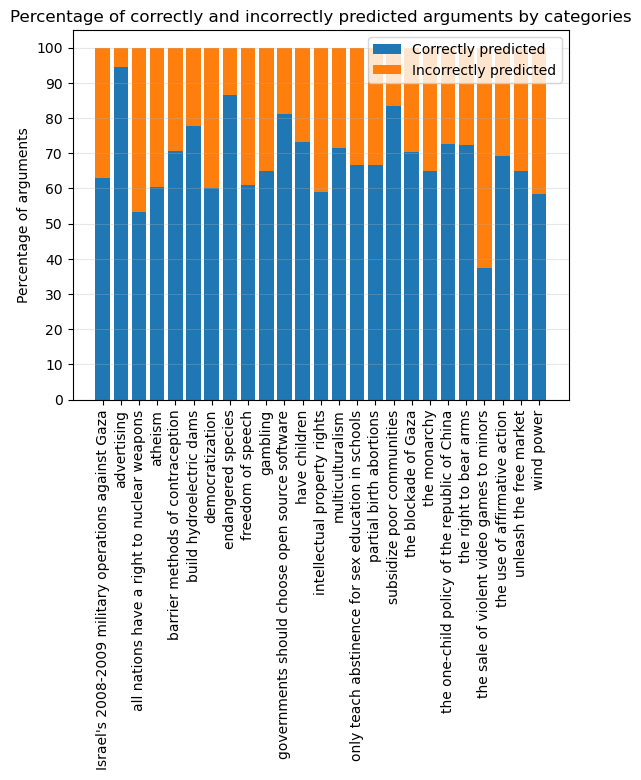 Percentage of correctly and incorrectly predicted arguments by categories
Correctly predicted
Incorrectly predicted
Percentage of arguments
100
90
80
70
60
50
40
30
20
10
0
Israel's 2008-2009 military operations against Gaza
advertising
all nations have a right to nuclear weapons
atheism
barrier methods of contraception
build hydroelectric dams
democratization
endangered species
freedom of speech
gambling
governments should choose open source software
have children
intellectual property rights
multiculturalism
only teach abstinence for sex education in schools
partial birth abortions
subsidize poor communities
the blockade of Gaza
the monarchy
the one-child policy of the republic of China
the right to bear arms
the sale of violent video games to minors
the use of affirmative action
unleash the free market
wind power